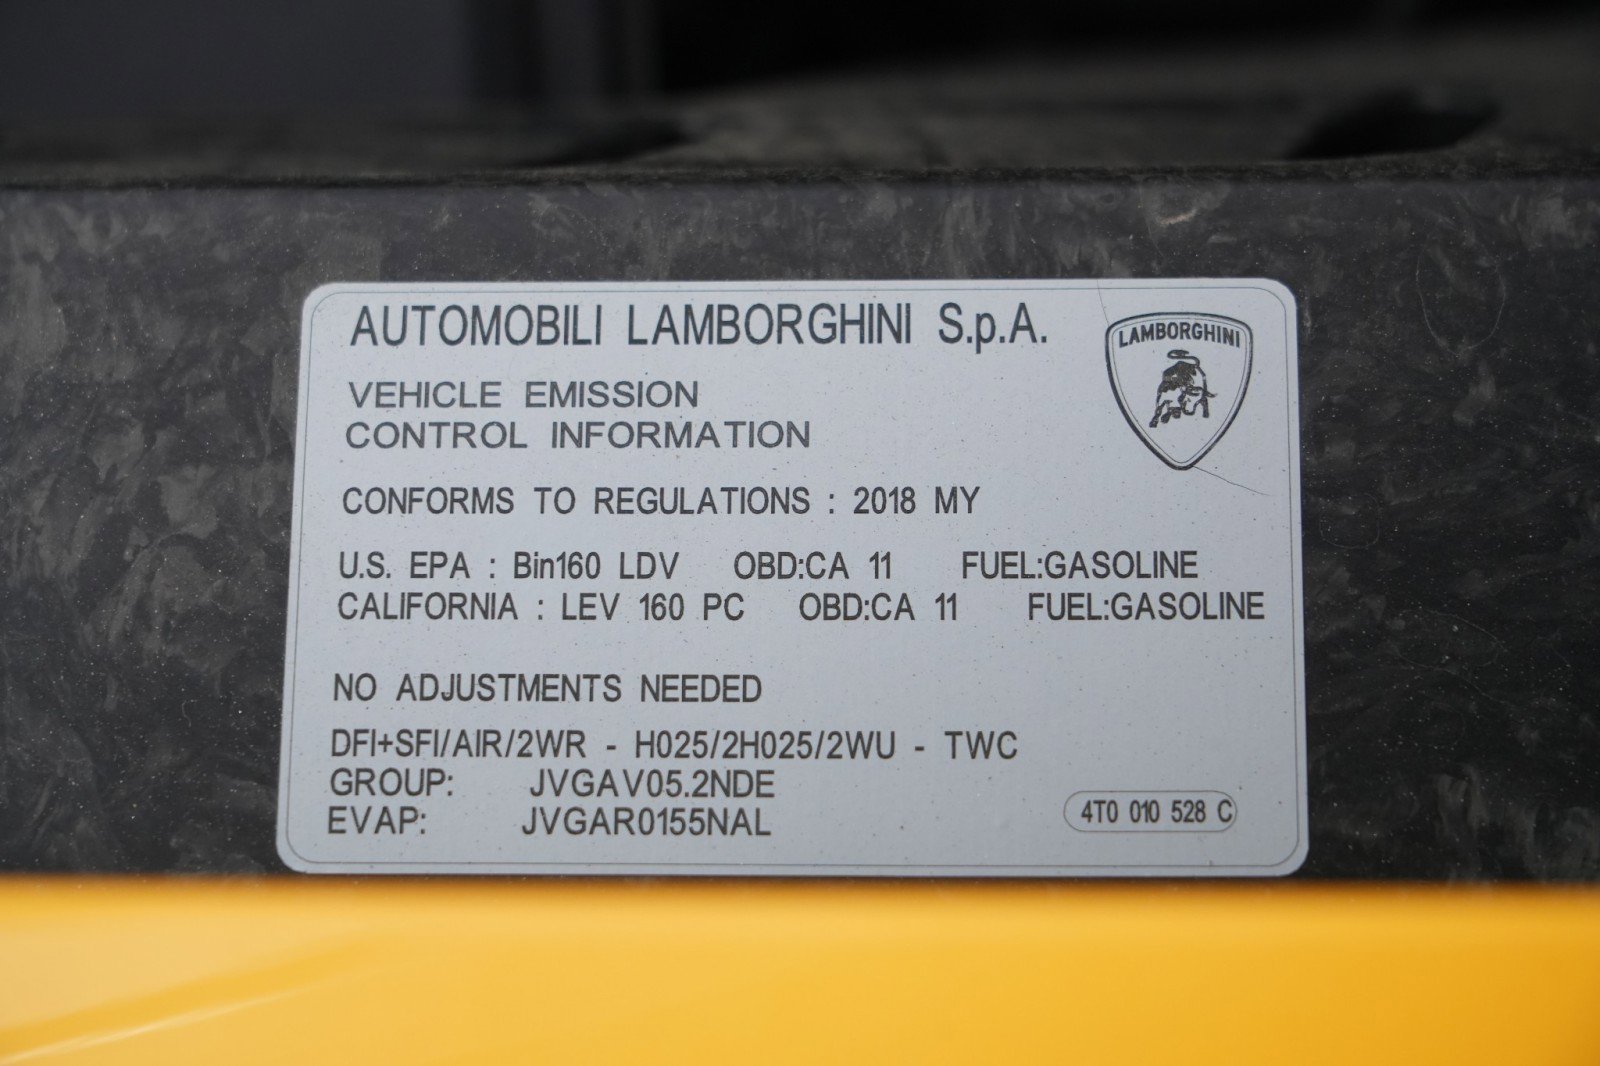 AUTOMOBILI LAMBORGHINI S.p.A.
LAMBORGHINI
VEHICLE EMISSION
CONTROL INFORMATION
CONFORMS TO REGULATIONS : 2018 MY
U.S. EPA : Bin160 LDV OBD:CA 11 FUEL:GASOLINE
CALIFORNIA : LEV 160 PC OBD:CA 11 FUEL:GASOLINE
NO ADJUSTMENTS NEEDED
DFI+SFI/AIR/2WR - HO25/2HO25/2WU - TWC
GROUP: JVGAV05.2NDE
EVAP: JVGAR0155NAL
4T0 010 528 C